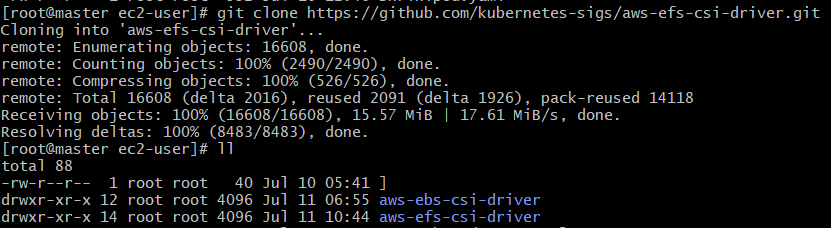 [root@master ec2-user]# git clone https://github.com/kubernetes-sigs/aws-efs-csi-driver.git
Cloning into 'aws-efs-csi-driver'...
remote: Enumerating objects: 16608, done.
remote: Counting objects: 100% (2490/2490), done.
remote: Compressing objects: 100% (526/526), done.
remote: Total 16608 (delta 2016), reused 2091 (delta 1926), pack-reused 14118
Receiving objects: 100% (16608/16608), 15.57 MiB | 17.61 MiB/s, done.
Resolving deltas: 100% (8483/8483), done.
[root@master ec2-user]# ll
total 88
-rw-r--r--  1 root root   40 Jul 10 05:41 ]
drwxr-xr-x 12 root root 4096 Jul 11 06:55 aws-ebs-csi-driver
drwxr-xr-x 14 root root 4096 Jul 11 10:44 aws-efs-csi-driver